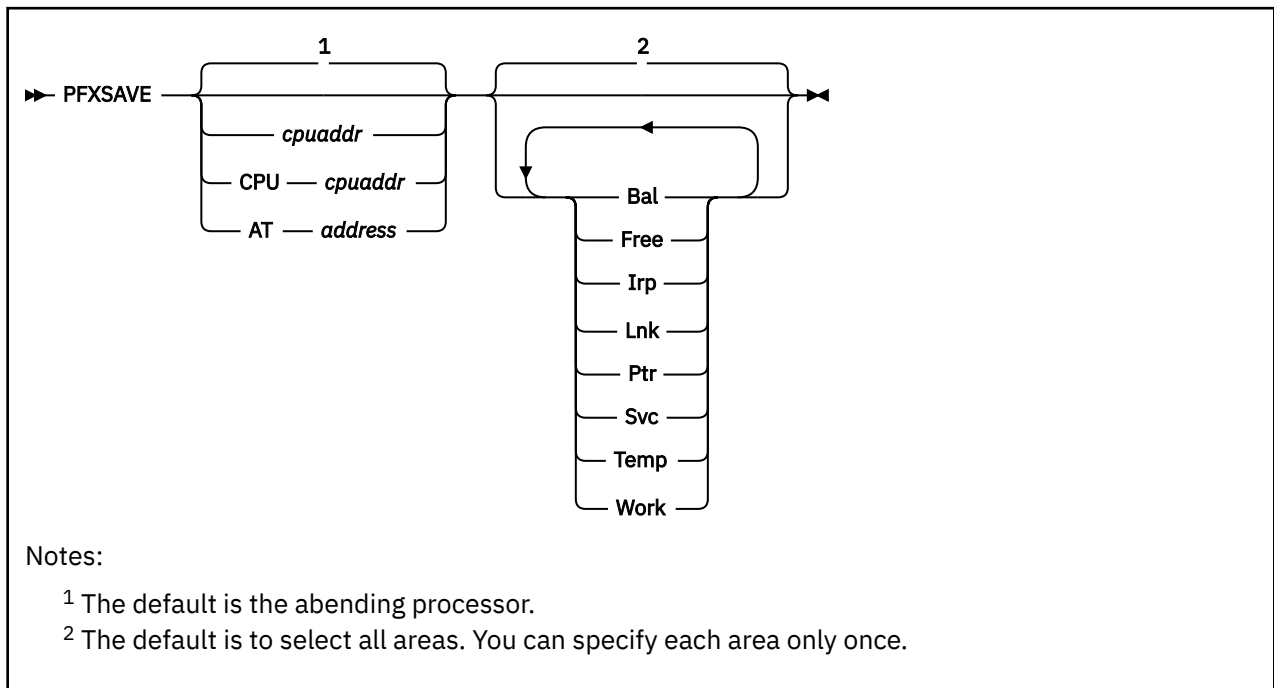 1 2
PFXSAVE
cpuaddr
CPU cpuaddr
Bal
AT address
Free
Irp
Lnk
Ptr
Svc
Temp
Work
Notes:
1 The default is the abending processor.
2 The default is to select all areas. You can specify each area only once.